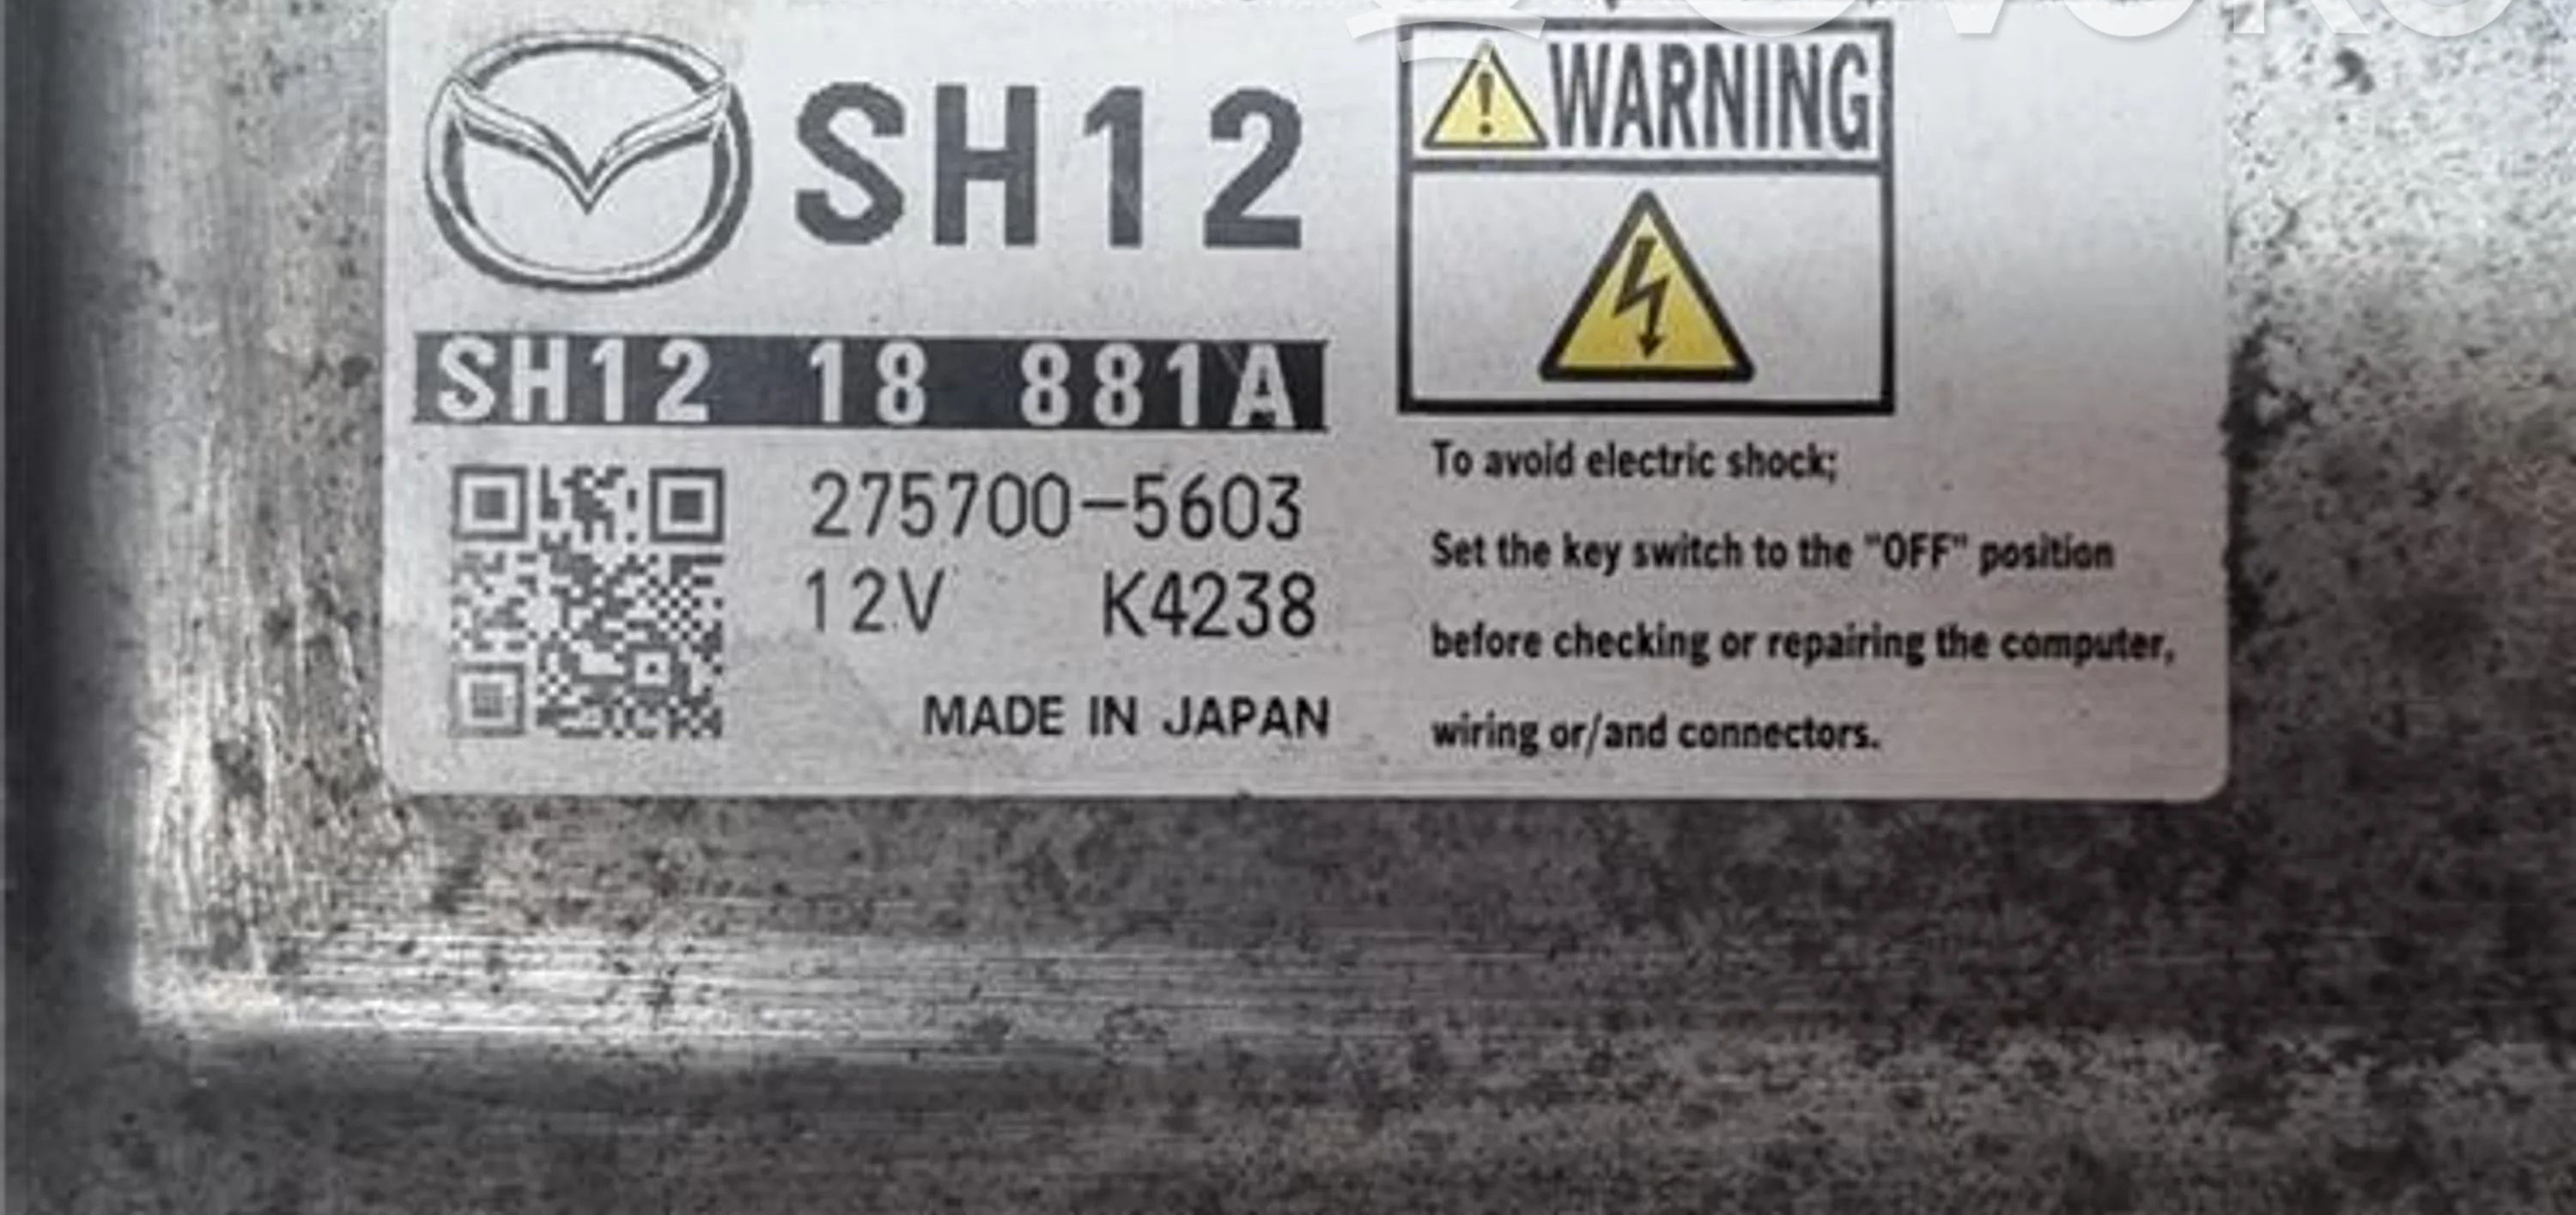 SH12
SH12 18 881A
275700-5603
12V K4238
MADE IN JAPAN
WARNING
To avoid electric shock;
Set the key switch to the "OFF" position
before checking or repairing the computer,
wiring or/and connectors.